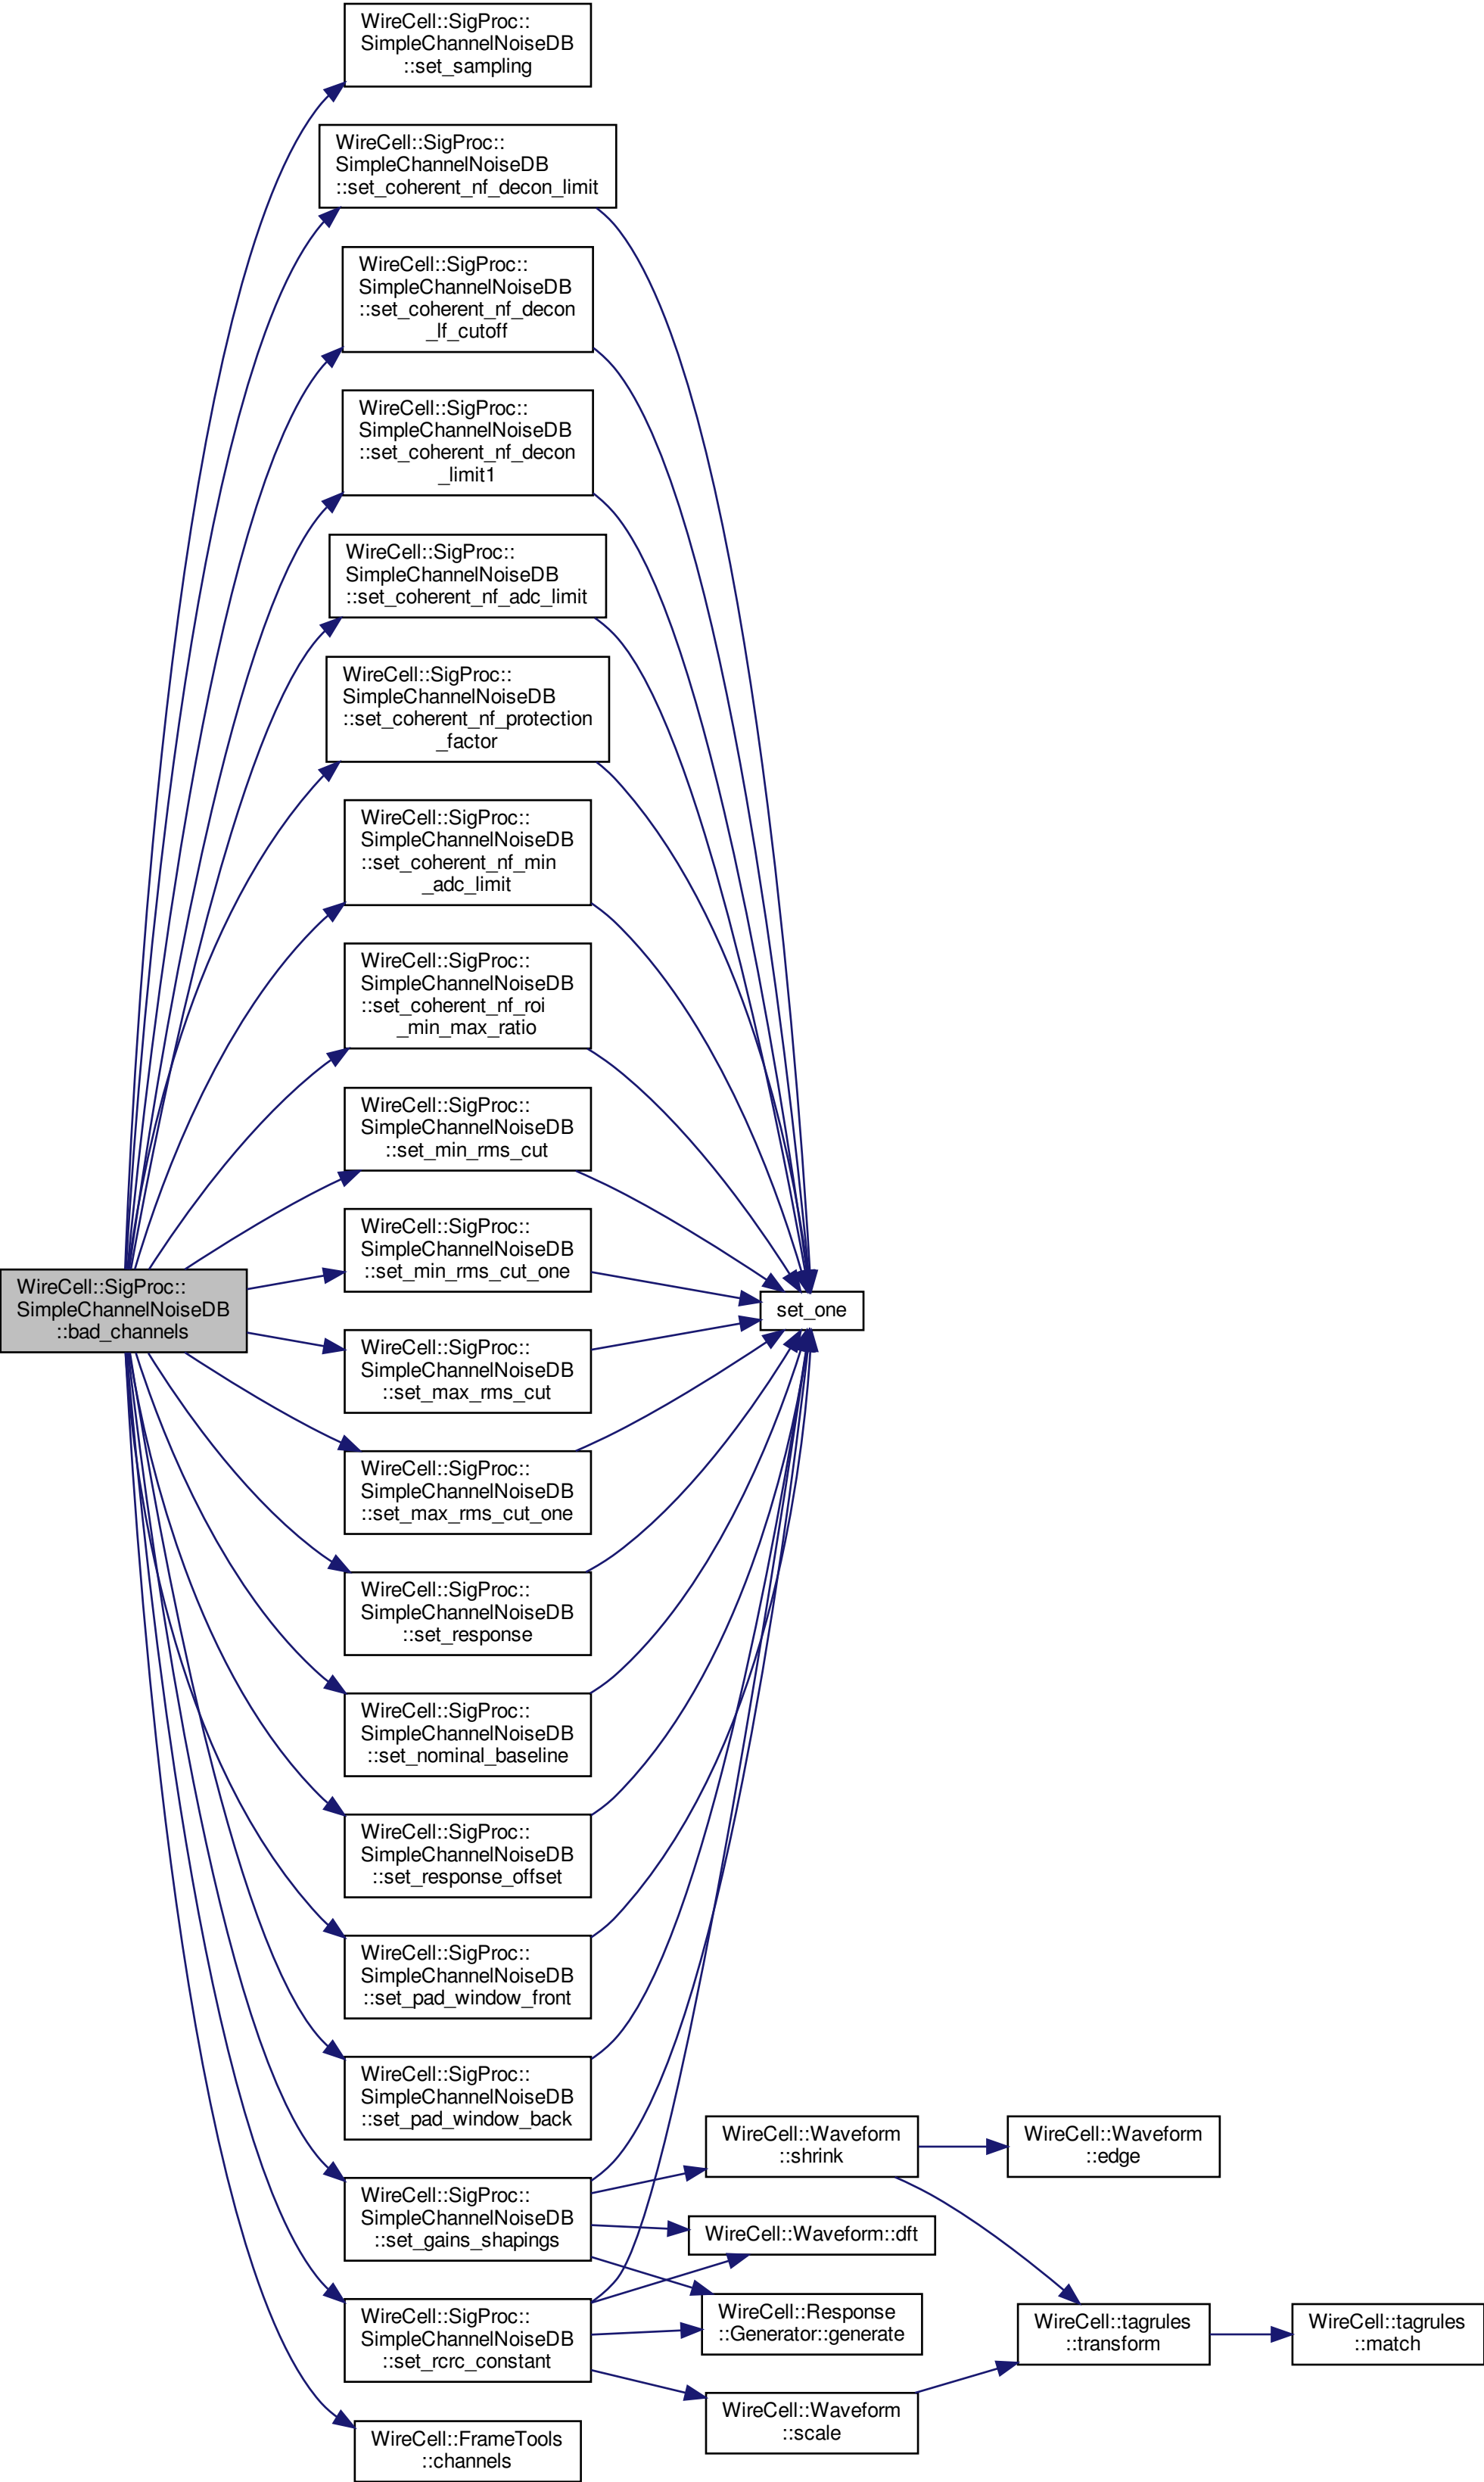 WireCell::SigProc::
SimpleChannelNoiseDB
::set_sampling
WireCell::SigProc::
SimpleChannelNoiseDB
::set_coherent_nf_decon_limit
WireCell::SigProc::
SimpleChannelNoiseDB
::set_coherent_nf_decon
_lf_cutoff
WireCell::SigProc::
SimpleChannelNoiseDB
::set_coherent_nf_decon
_limit1
WireCell::SigProc::
SimpleChannelNoiseDB
::set_coherent_nf_adc_limit
WireCell::SigProc::
SimpleChannelNoiseDB
::set_coherent_nf_protection
_factor
WireCell::SigProc::
SimpleChannelNoiseDB
::set_coherent_nf_min
_adc_limit
WireCell::SigProc::
SimpleChannelNoiseDB
::set_coherent_nf_roi
_min_max_ratio
WireCell::SigProc::
SimpleChannelNoiseDB
::set_min_rms_cut
WireCell::SigProc::
SimpleChannelNoiseDB
::set_min_rms_cut_one
WireCell::SigProc::
SimpleChannelNoiseDB
::bad_channels
set_one
WireCell::SigProc::
SimpleChannelNoiseDB
::set_max_rms_cut
WireCell::SigProc::
SimpleChannelNoiseDB
::set_max_rms_cut_one
WireCell::SigProc::
SimpleChannelNoiseDB
::set_response
WireCell::SigProc::
SimpleChannelNoiseDB
::set_nominal_baseline
WireCell::SigProc::
SimpleChannelNoiseDB
::set_response_offset
WireCell::SigProc::
SimpleChannelNoiseDB
::set_pad_window_front
WireCell::SigProc::
SimpleChannelNoiseDB
::set_pad_window_back
WireCell::SigProc::
SimpleChannelNoiseDB
::set_gains_shapings
WireCell::Waveform
::shrink
WireCell::Waveform
::edge
WireCell::Waveform::dft
WireCell::SigProc::
SimpleChannelNoiseDB
::set_rcrc_constant
WireCell::Response
::Generator::generate
WireCell::tagrules
::transform
WireCell::tagrules
::match
WireCell::Waveform
::scale
WireCell::FrameTools
::channels